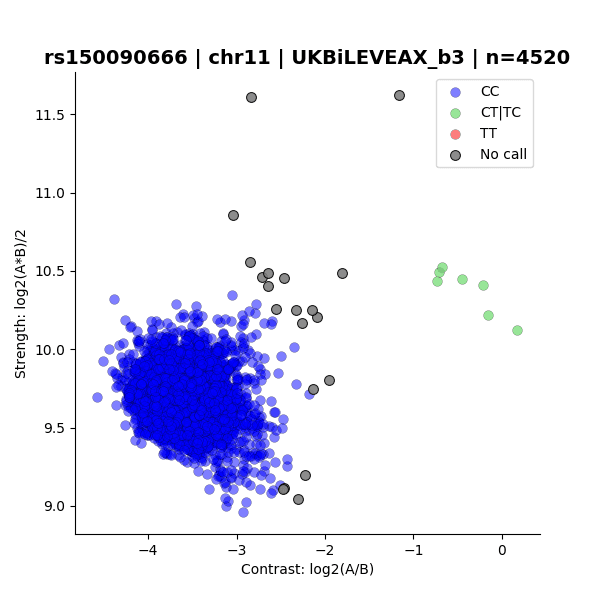 rs150090666 | chr11 | UKBiLEVEAX_b3 | n=4520
CC
CT|TC
TT
No call
Strength: log2(A*B)/2
11.5
11.0
10.5
10.0
9.5
9.0
−4
−3
−2
−1
0
Contrast: log2(A/B)